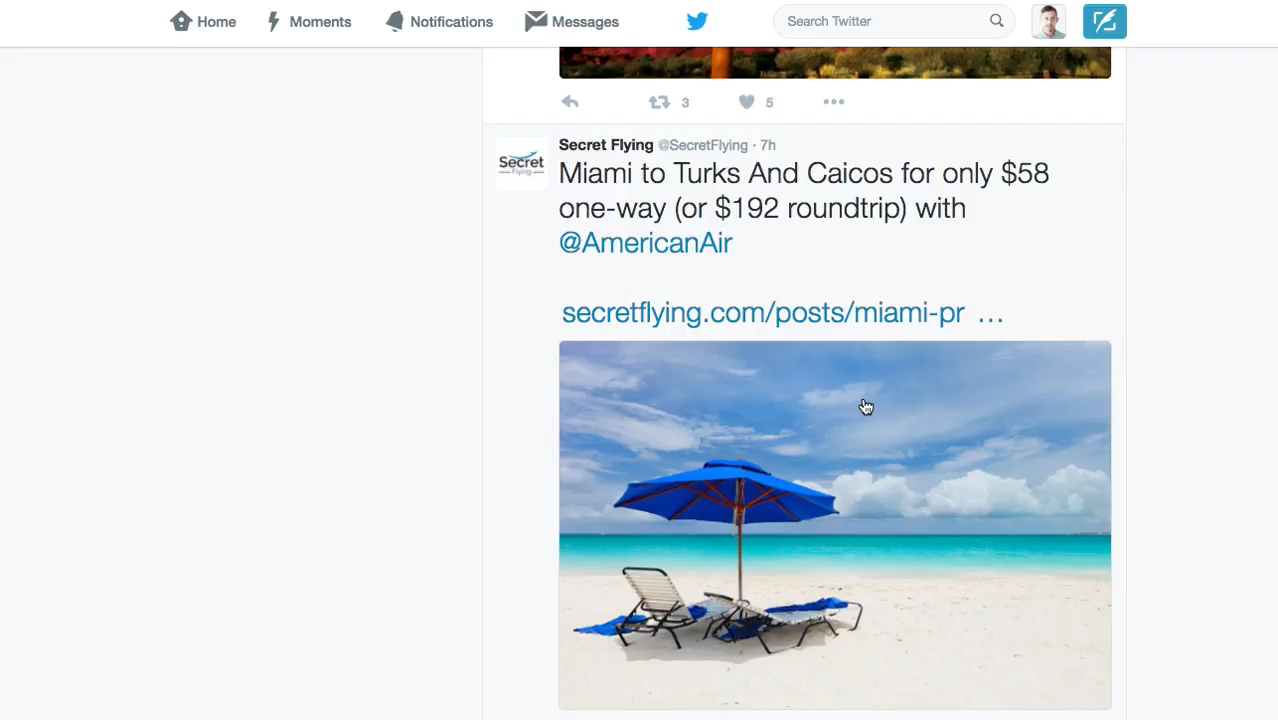 Home Moments Notifications Messages Search Twitter
3 5
Secret Flying @SecretFlying · 7h
Secret
Flying
Miami to Turks And Caicos for only $58
one-way (or $192 roundtrip) with
@AmericanAir
secretflying.com/posts/miami-pr …